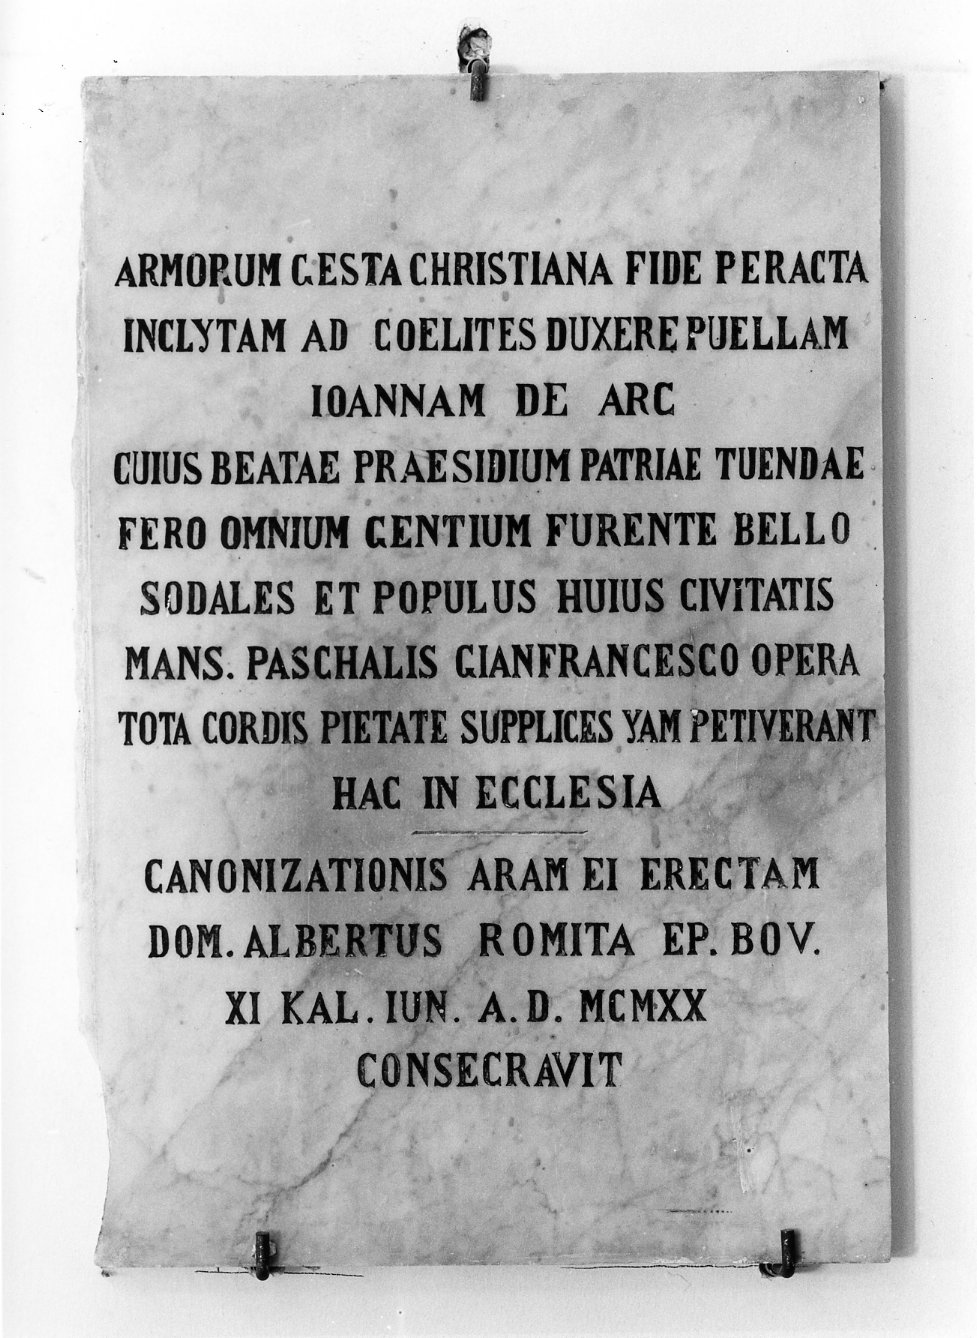 ARMORUM GESTA CHRISTIANA FIDE PERACTA
INCLYTAM AD COELITES DUXERE PUELLAM
IOANNAM DE ARC
CUIUS BEATAE PRAESIDIUM PATRIAE TUENDAE
FERO OMNIUM GENTIUM FURENTE BELLO
SODALES ET POPULUS HUIUS CIVITATIS
MANS. PASCHALIS GIANFRANCESCO OPERA
TOTA CORDIS PIETATE SUPPLICES YAM PETIVERANT
HAC IN ECCLESIA
CANONIZATIONIS ARAM EI ERECTAM
DOM. ALBERTUS ROMITA EP. BOV.
XI KAL. IUN. A.D. MCMXX
CONSECRAVIT